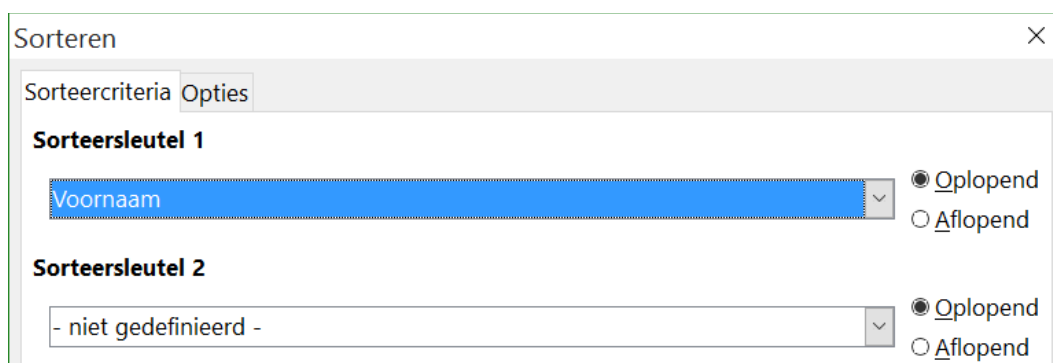 Sorteren
Sorteercriteria Opties
Sorteersleutel 1
Voornaam
Oplopend
Aflopend
Sorteersleutel 2
- niet gedefinieerd -
Oplopend
Aflopend